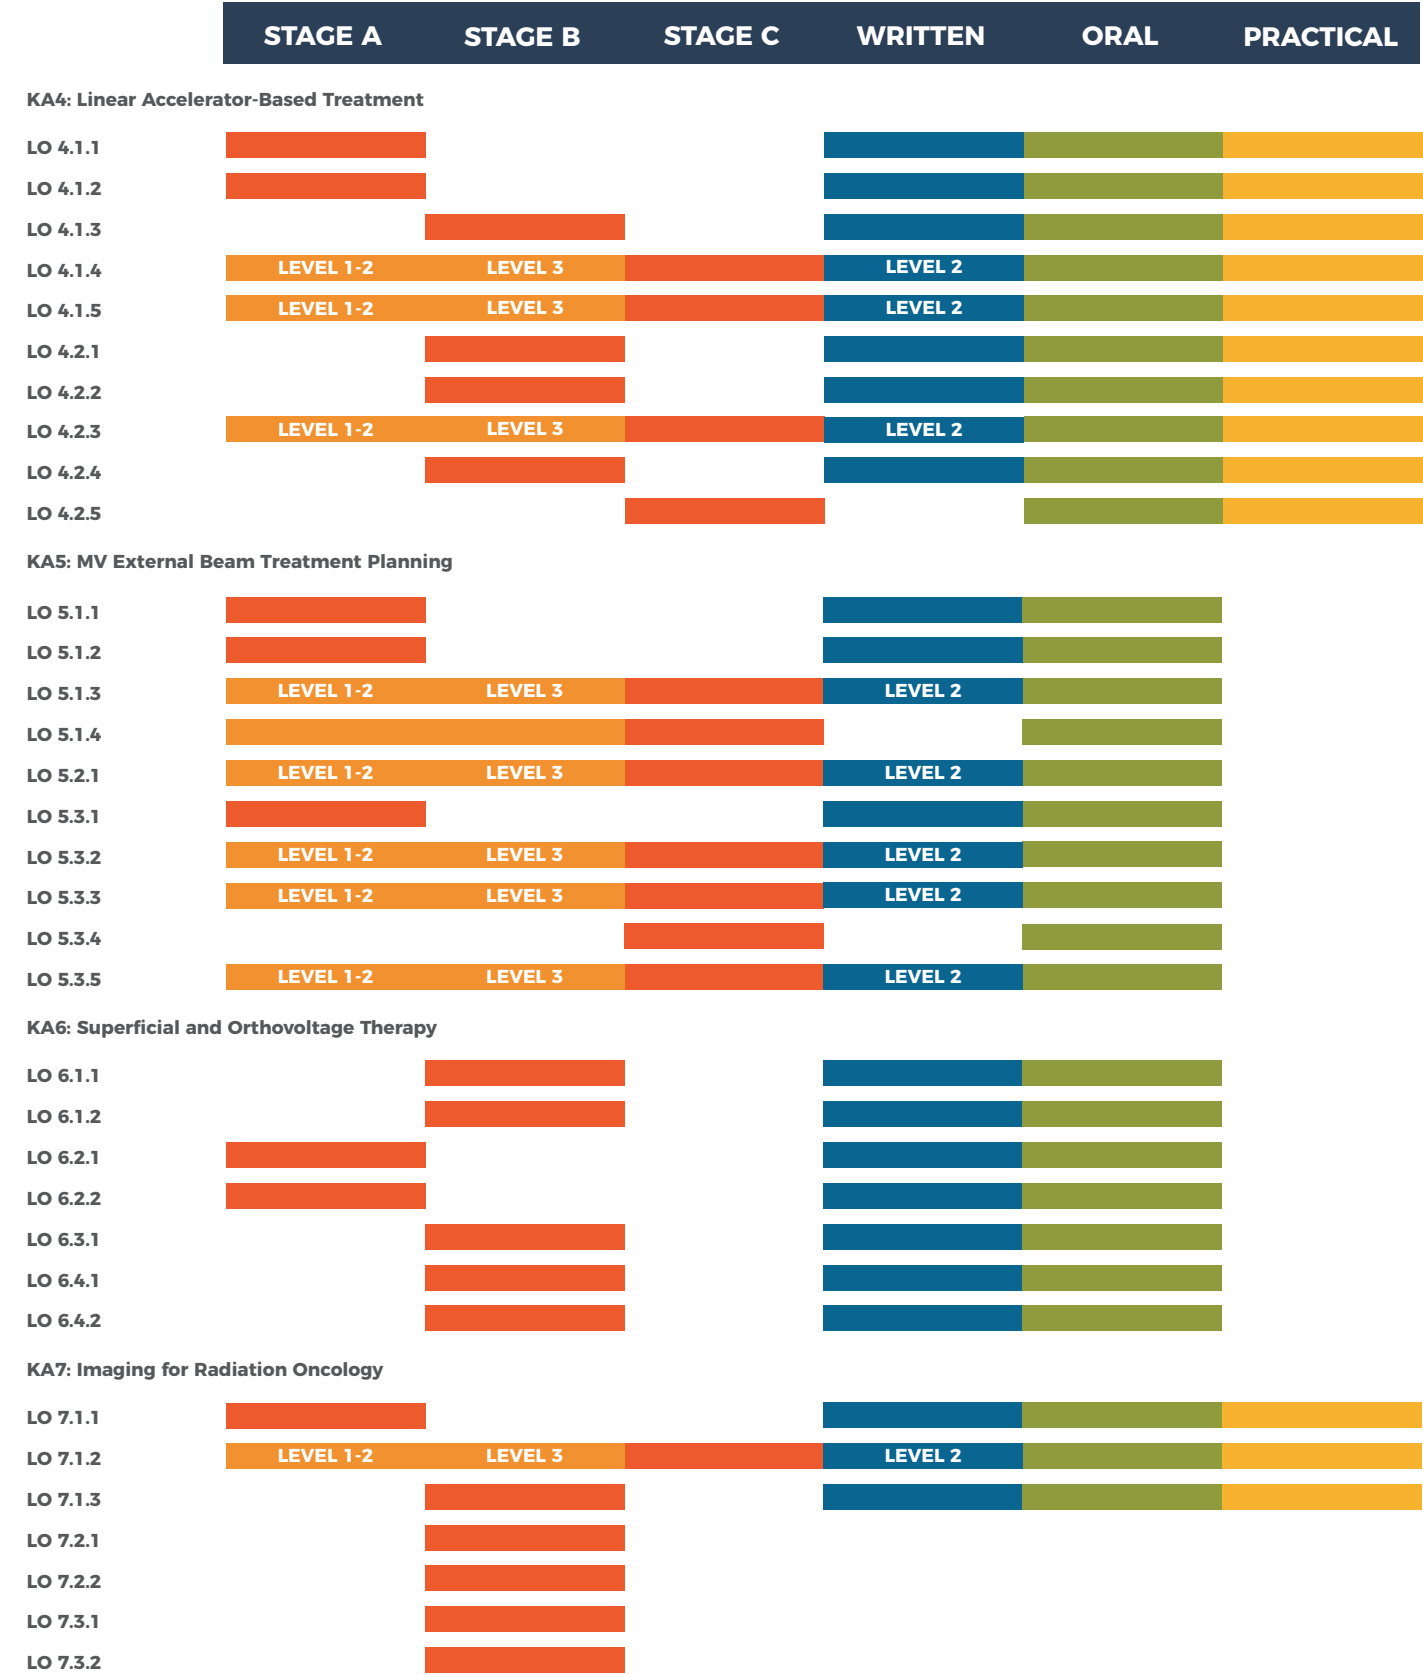 STAGE A STAGE B STAGE C WRITTEN ORAL PRACTICAL
KA4: Linear Accelerator-Based Treatment
LO 4.1.1
LO 4.1.2
LO 4.1.3
LO 4.1.4 LEVEL 1-2 LEVEL 3 LEVEL 2
LO 4.1.5 LEVEL 1-2 LEVEL 3 LEVEL 2
LO 4.2.1
LO 4.2.2
LO 4.2.3 LEVEL 1-2 LEVEL 3 LEVEL 2
LO 4.2.4
LO 4.2.5
KA5: MV External Beam Treatment Planning
LO 5.1.1
LO 5.1.2
LO 5.1.3 LEVEL 1-2 LEVEL 3 LEVEL 2
LO 5.1.4
LO 5.2.1 LEVEL 1-2 LEVEL 3 LEVEL 2
LO 5.3.1
LO 5.3.2 LEVEL 1-2 LEVEL 3 LEVEL 2
LO 5.3.3 LEVEL 1-2 LEVEL 3 LEVEL 2
LO 5.3.4
LO 5.3.5 LEVEL 1-2 LEVEL 3 LEVEL 2
KA6: Superficial and Orthovoltage Therapy
LO 6.1.1
LO 6.1.2
LO 6.2.1
LO 6.2.2
LO 6.3.1
LO 6.4.1
LO 6.4.2
KA7: Imaging for Radiation Oncology
LO 7.1.1
LO 7.1.2 LEVEL 1-2 LEVEL 3 LEVEL 2
LO 7.1.3
LO 7.2.1
LO 7.2.2
LO 7.3.1
LO 7.3.2